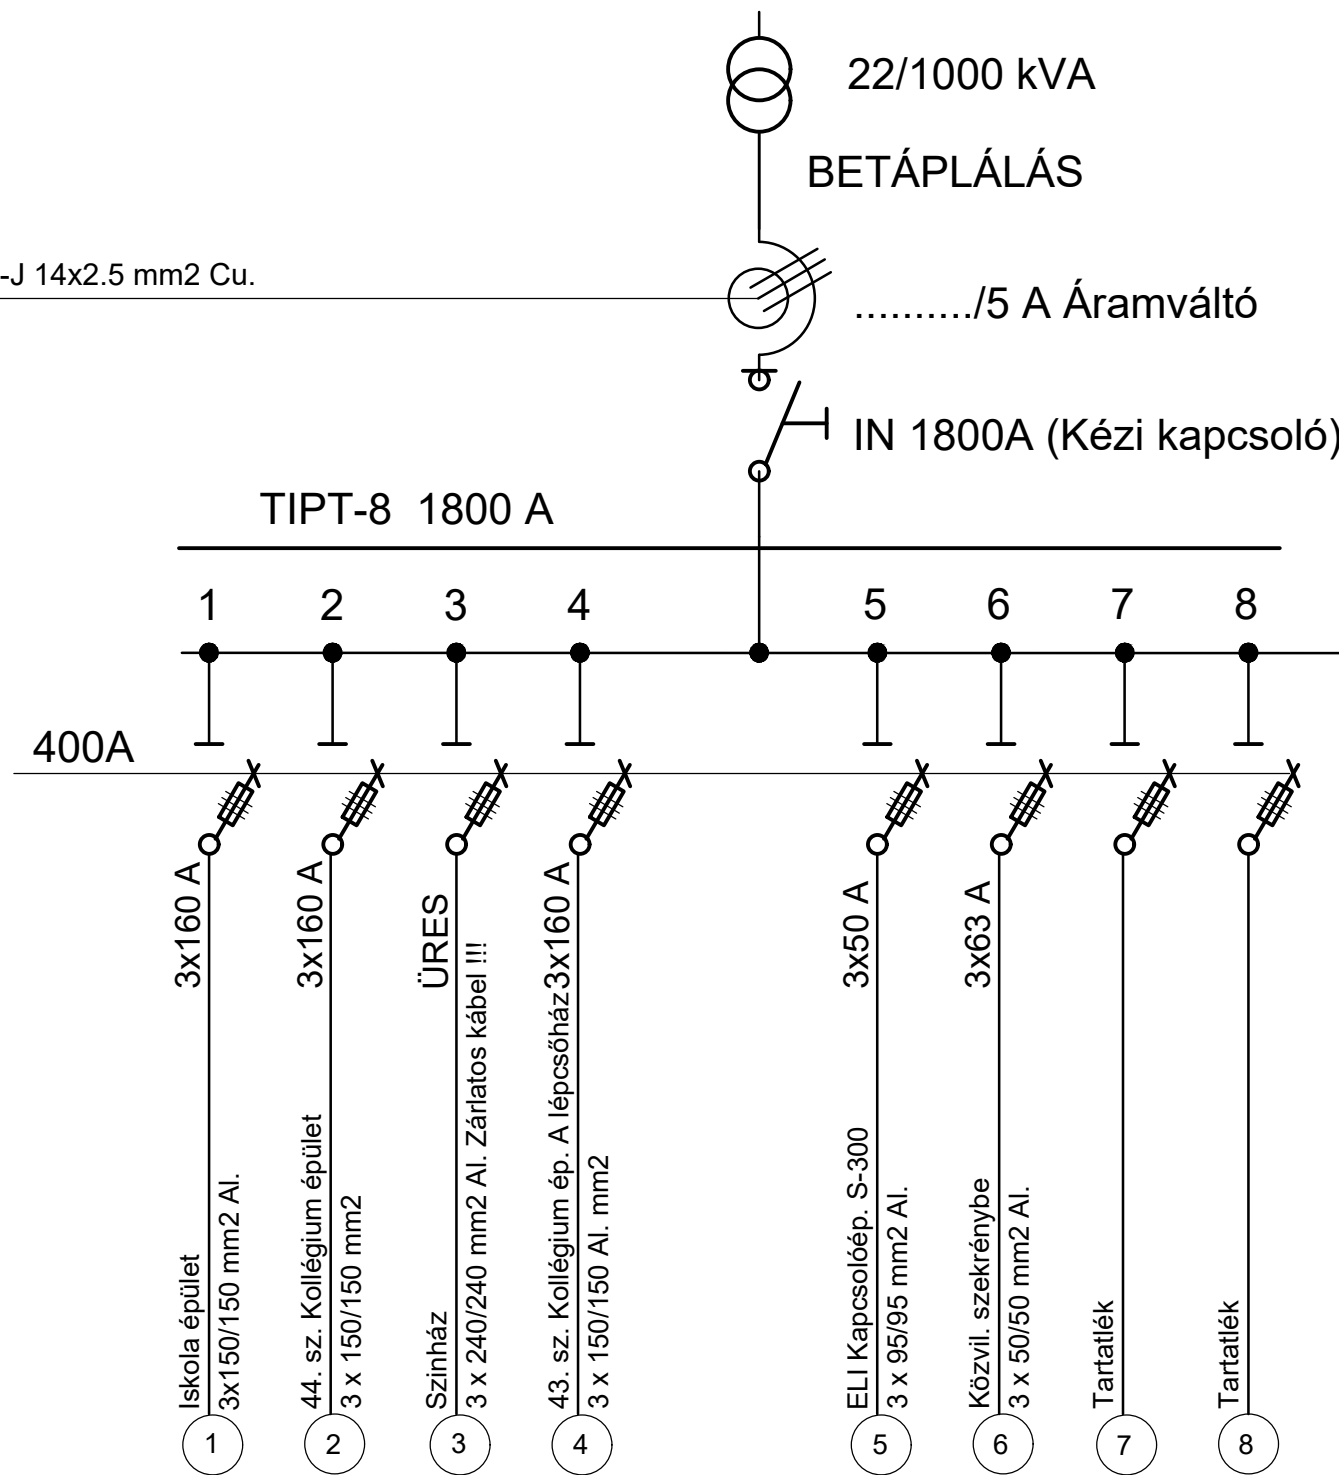 22/1000 kVA
BETÁPLÁLÁS
-J 14x2.5 mm2 Cu.
........../5 A Áramváltó
IN 1800A (Kézi kapcsoló)
TIPT-8 1800 A
1 2 3 4 5 6 7 8
400A
3x160 A
Iskola épület
3x150/150 mm2 Al.
3x160 A
44. sz. Kollégium épület
3 x 150/150 mm2
ÜRES
Szinház
3 x 240/240 mm2 Al. Zárlatos kábel !!!
3x160 A
43. sz. Kollégium ép. A lépcsőház
3 x 150/150 Al. mm2
3x50 A
ELI Kapcsolóép. S-300
3 x 95/95 mm2 Al.
3x63 A
Közvil. szekrénybe
3 x 50/50 mm2 Al.
Tartatlék
Tartatlék
1 2 3 4 5 6 7 8